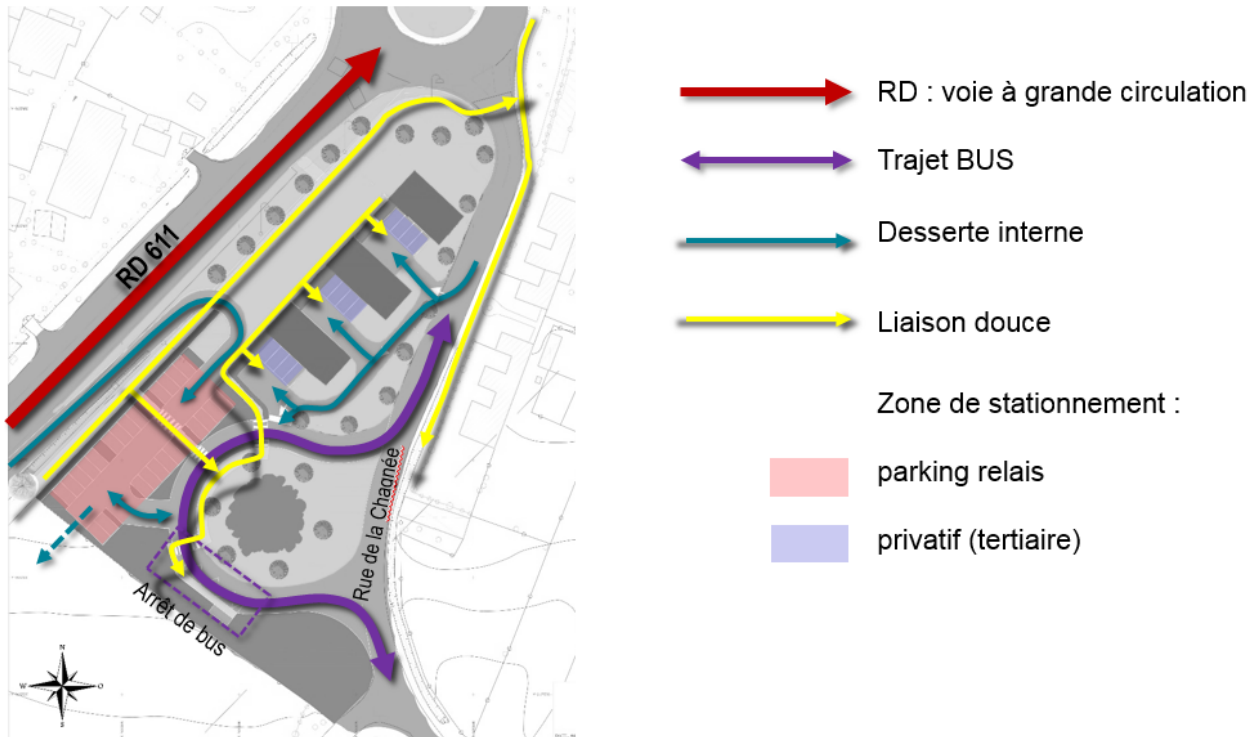 RD 611
Rue de la Chagnée
Arrêt de bus
N
W
O
S
RD : voie à grande circulation
Trajet BUS
Desserte interne
Liaison douce
Zone de stationnement :
parking relais
privatif (tertiaire)